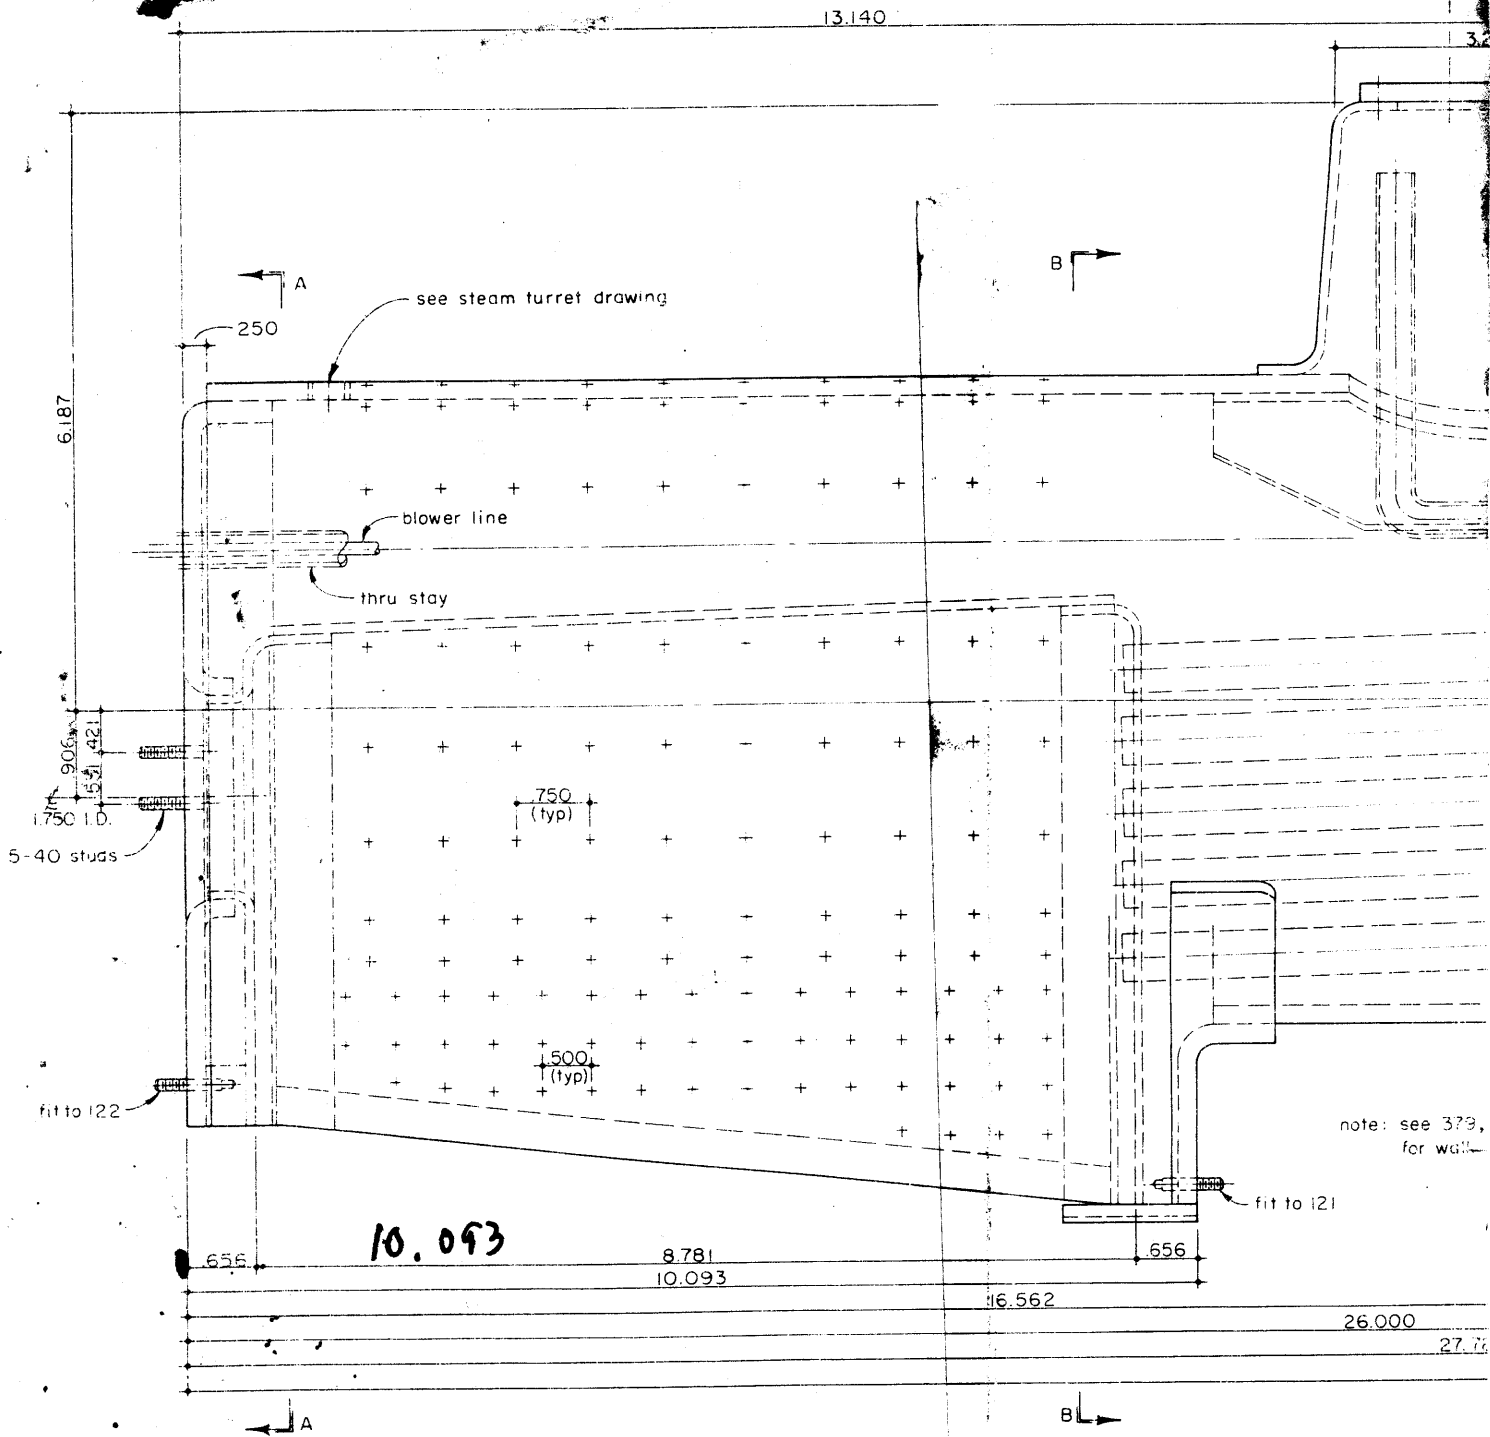 13.140
A
B
see steam turret drawing
250
6.187
blower line
thru stay
906
.421
1.750 I.D.
5-40 studs
.750
(typ)
.500
(typ)
fit to 122
note: see 379,
for
fit to 121
10.093
.656
8.781
.656
10.093
16.562
26.000
A
B